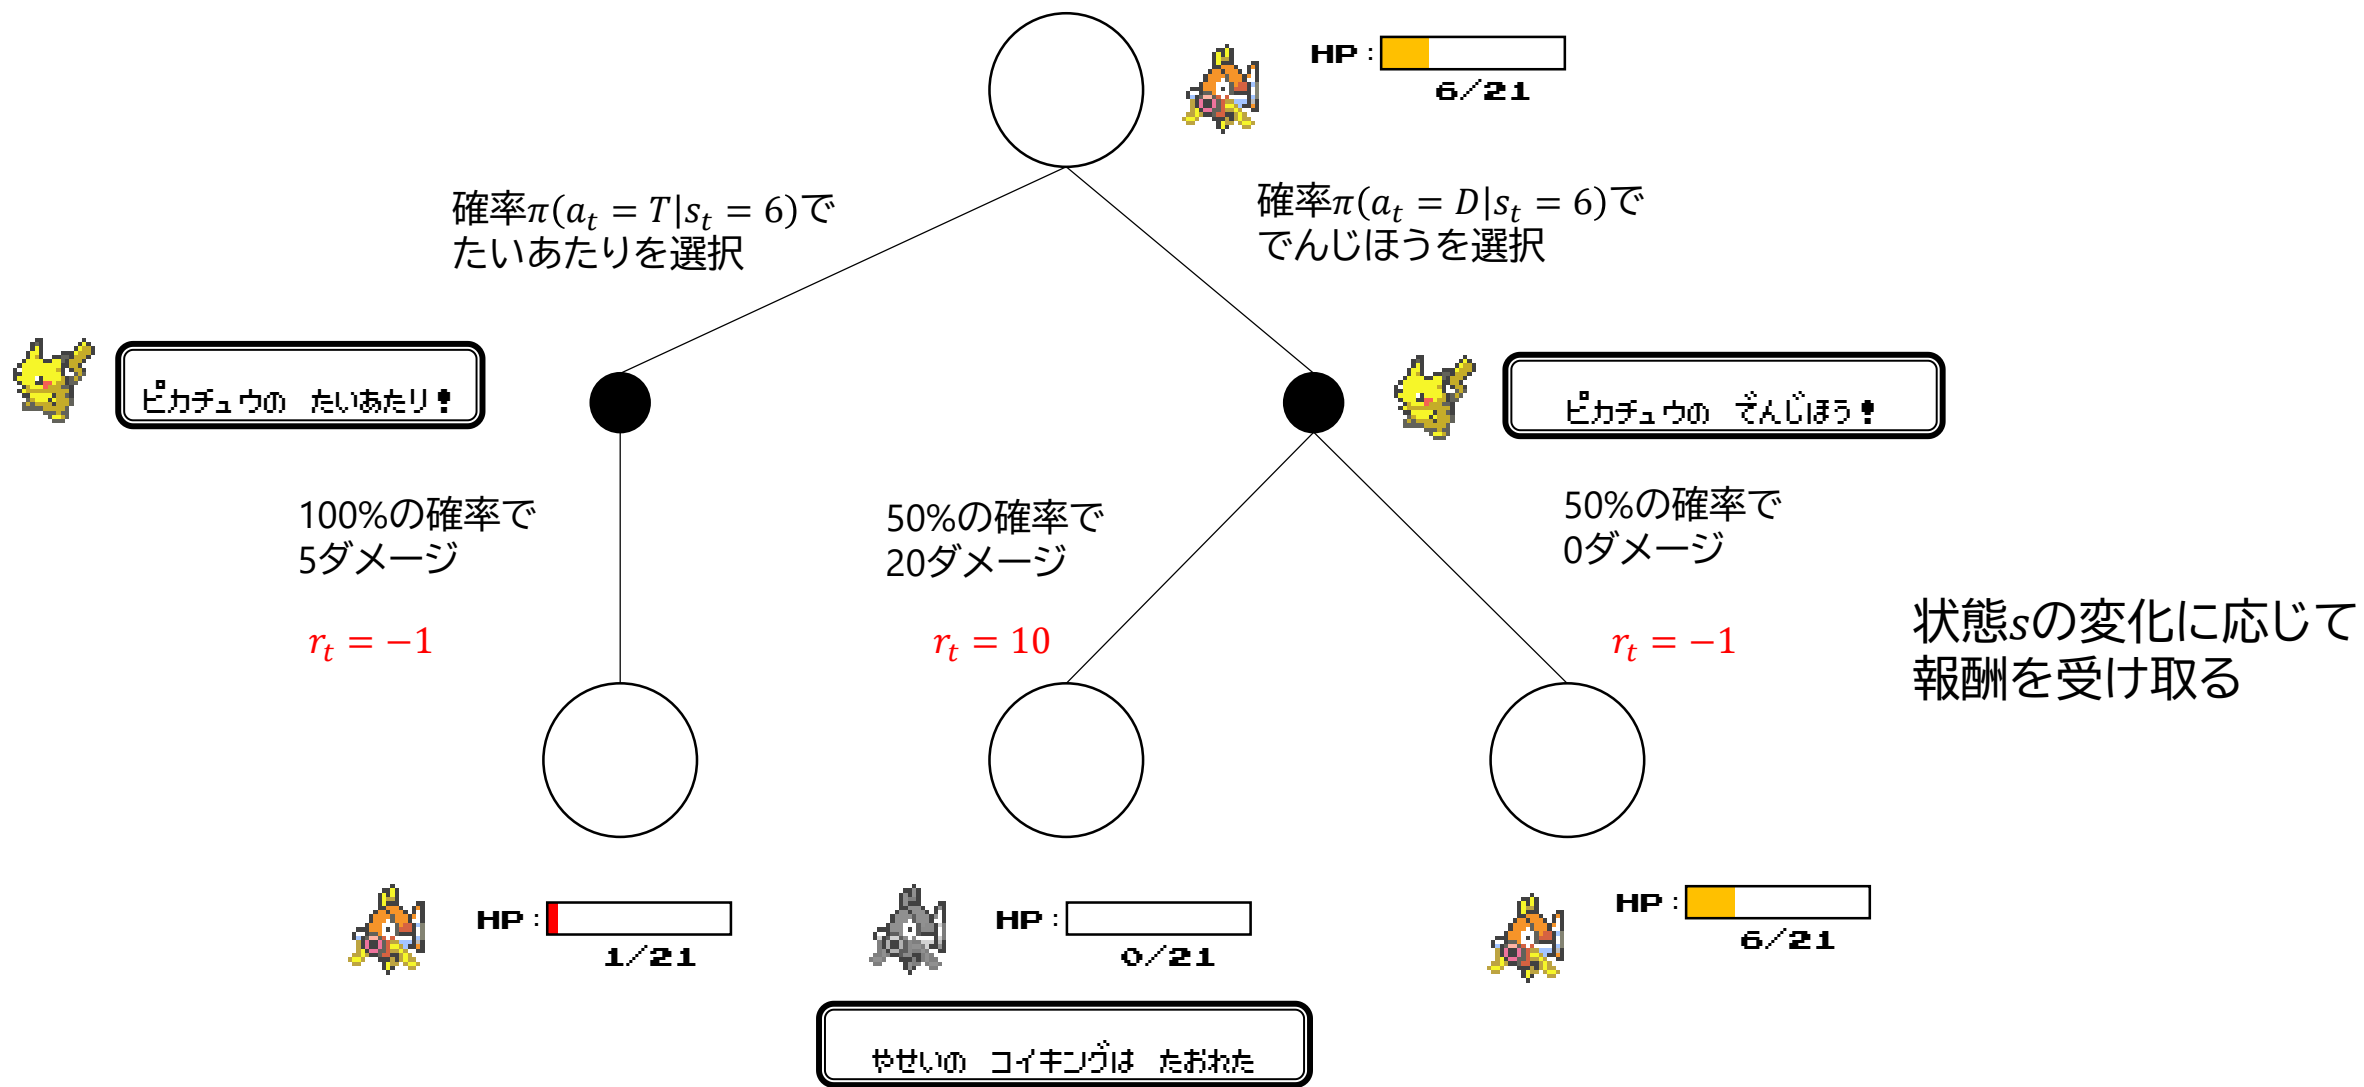 HP :
6/21
確率π(a_t = T|s_t = 6)で
たいあたりを選択
確率π(a_t = D|s_t = 6)で
でんじほうを選択
ピカチュウの たいあたり！
ピカチュウの でんじほう！
100%の確率で
5ダメージ
50%の確率で
20ダメージ
50%の確率で
0ダメージ
r_t = −1
r_t = 10
r_t = −1
状態sの変化に応じて
報酬を受け取る
HP :
1/21
HP :
0/21
HP :
6/21
やせいの コイキングは たおれた